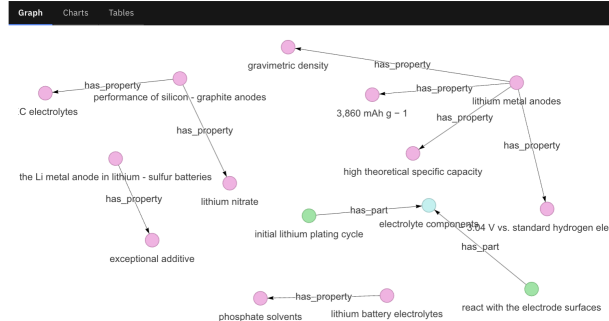 Graph Charts Tables
gravimetric density
has_property
has_property
C electrolytes
performance of silicon - graphite anodes
has_property
lithium metal anodes
3,860 mAh g − 1
has_property
has_property
has_property
high theoretical specific capacity
the Li metal anode in lithium - sulfur batteries
has_property
lithium nitrate
has_part
initial lithium plating cycle
electrolyte components
3.04 V vs. standard hydrogen ele
has_part
exceptional additive
has_property
phosphate solvents
lithium battery electrolytes
react with the electrode surfaces